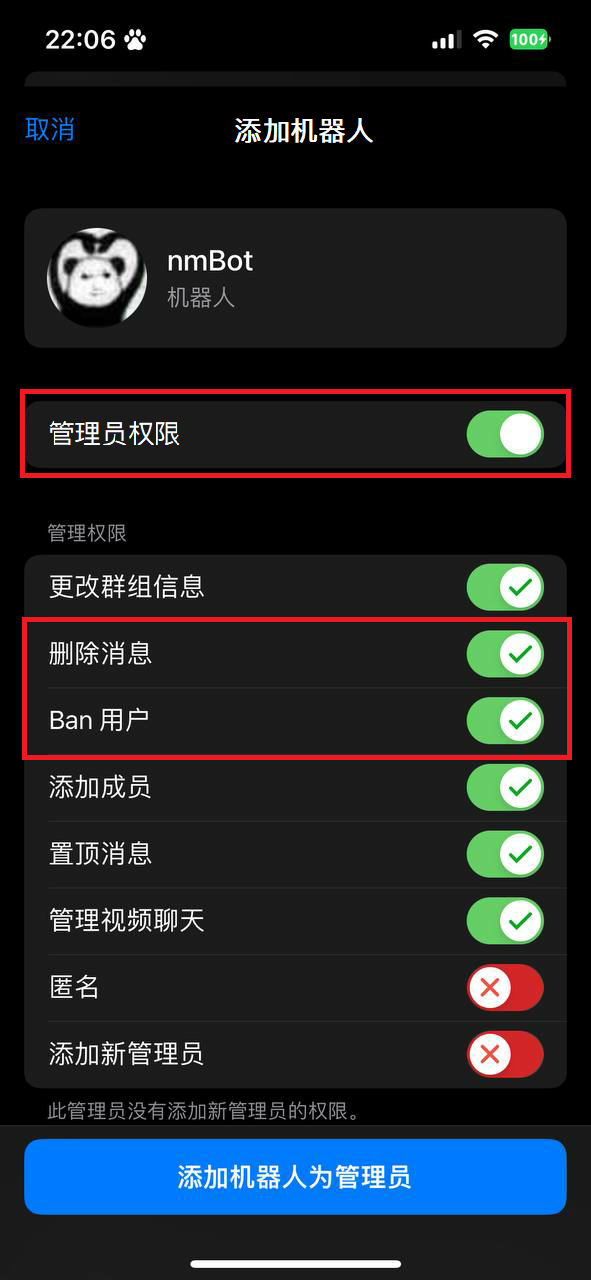 22:06
100
取消
添加机器人
nmBot
机器人
管理员权限
管理权限
更改群组信息
删除消息
Ban 用户
添加成员
置顶消息
管理视频聊天
匿名
添加新管理员
此管理员没有添加新管理员的权限。
添加机器人为管理员